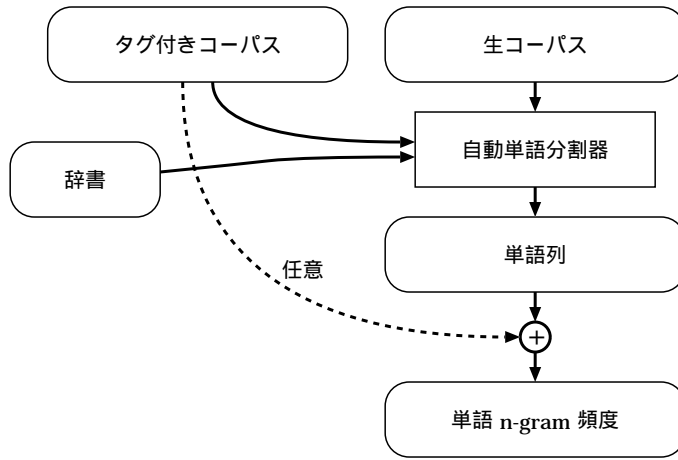 タグ付きコーパス
生コーパス
自動単語分割器
辞書
単語列
任意
+
単語 n-gram 頻度